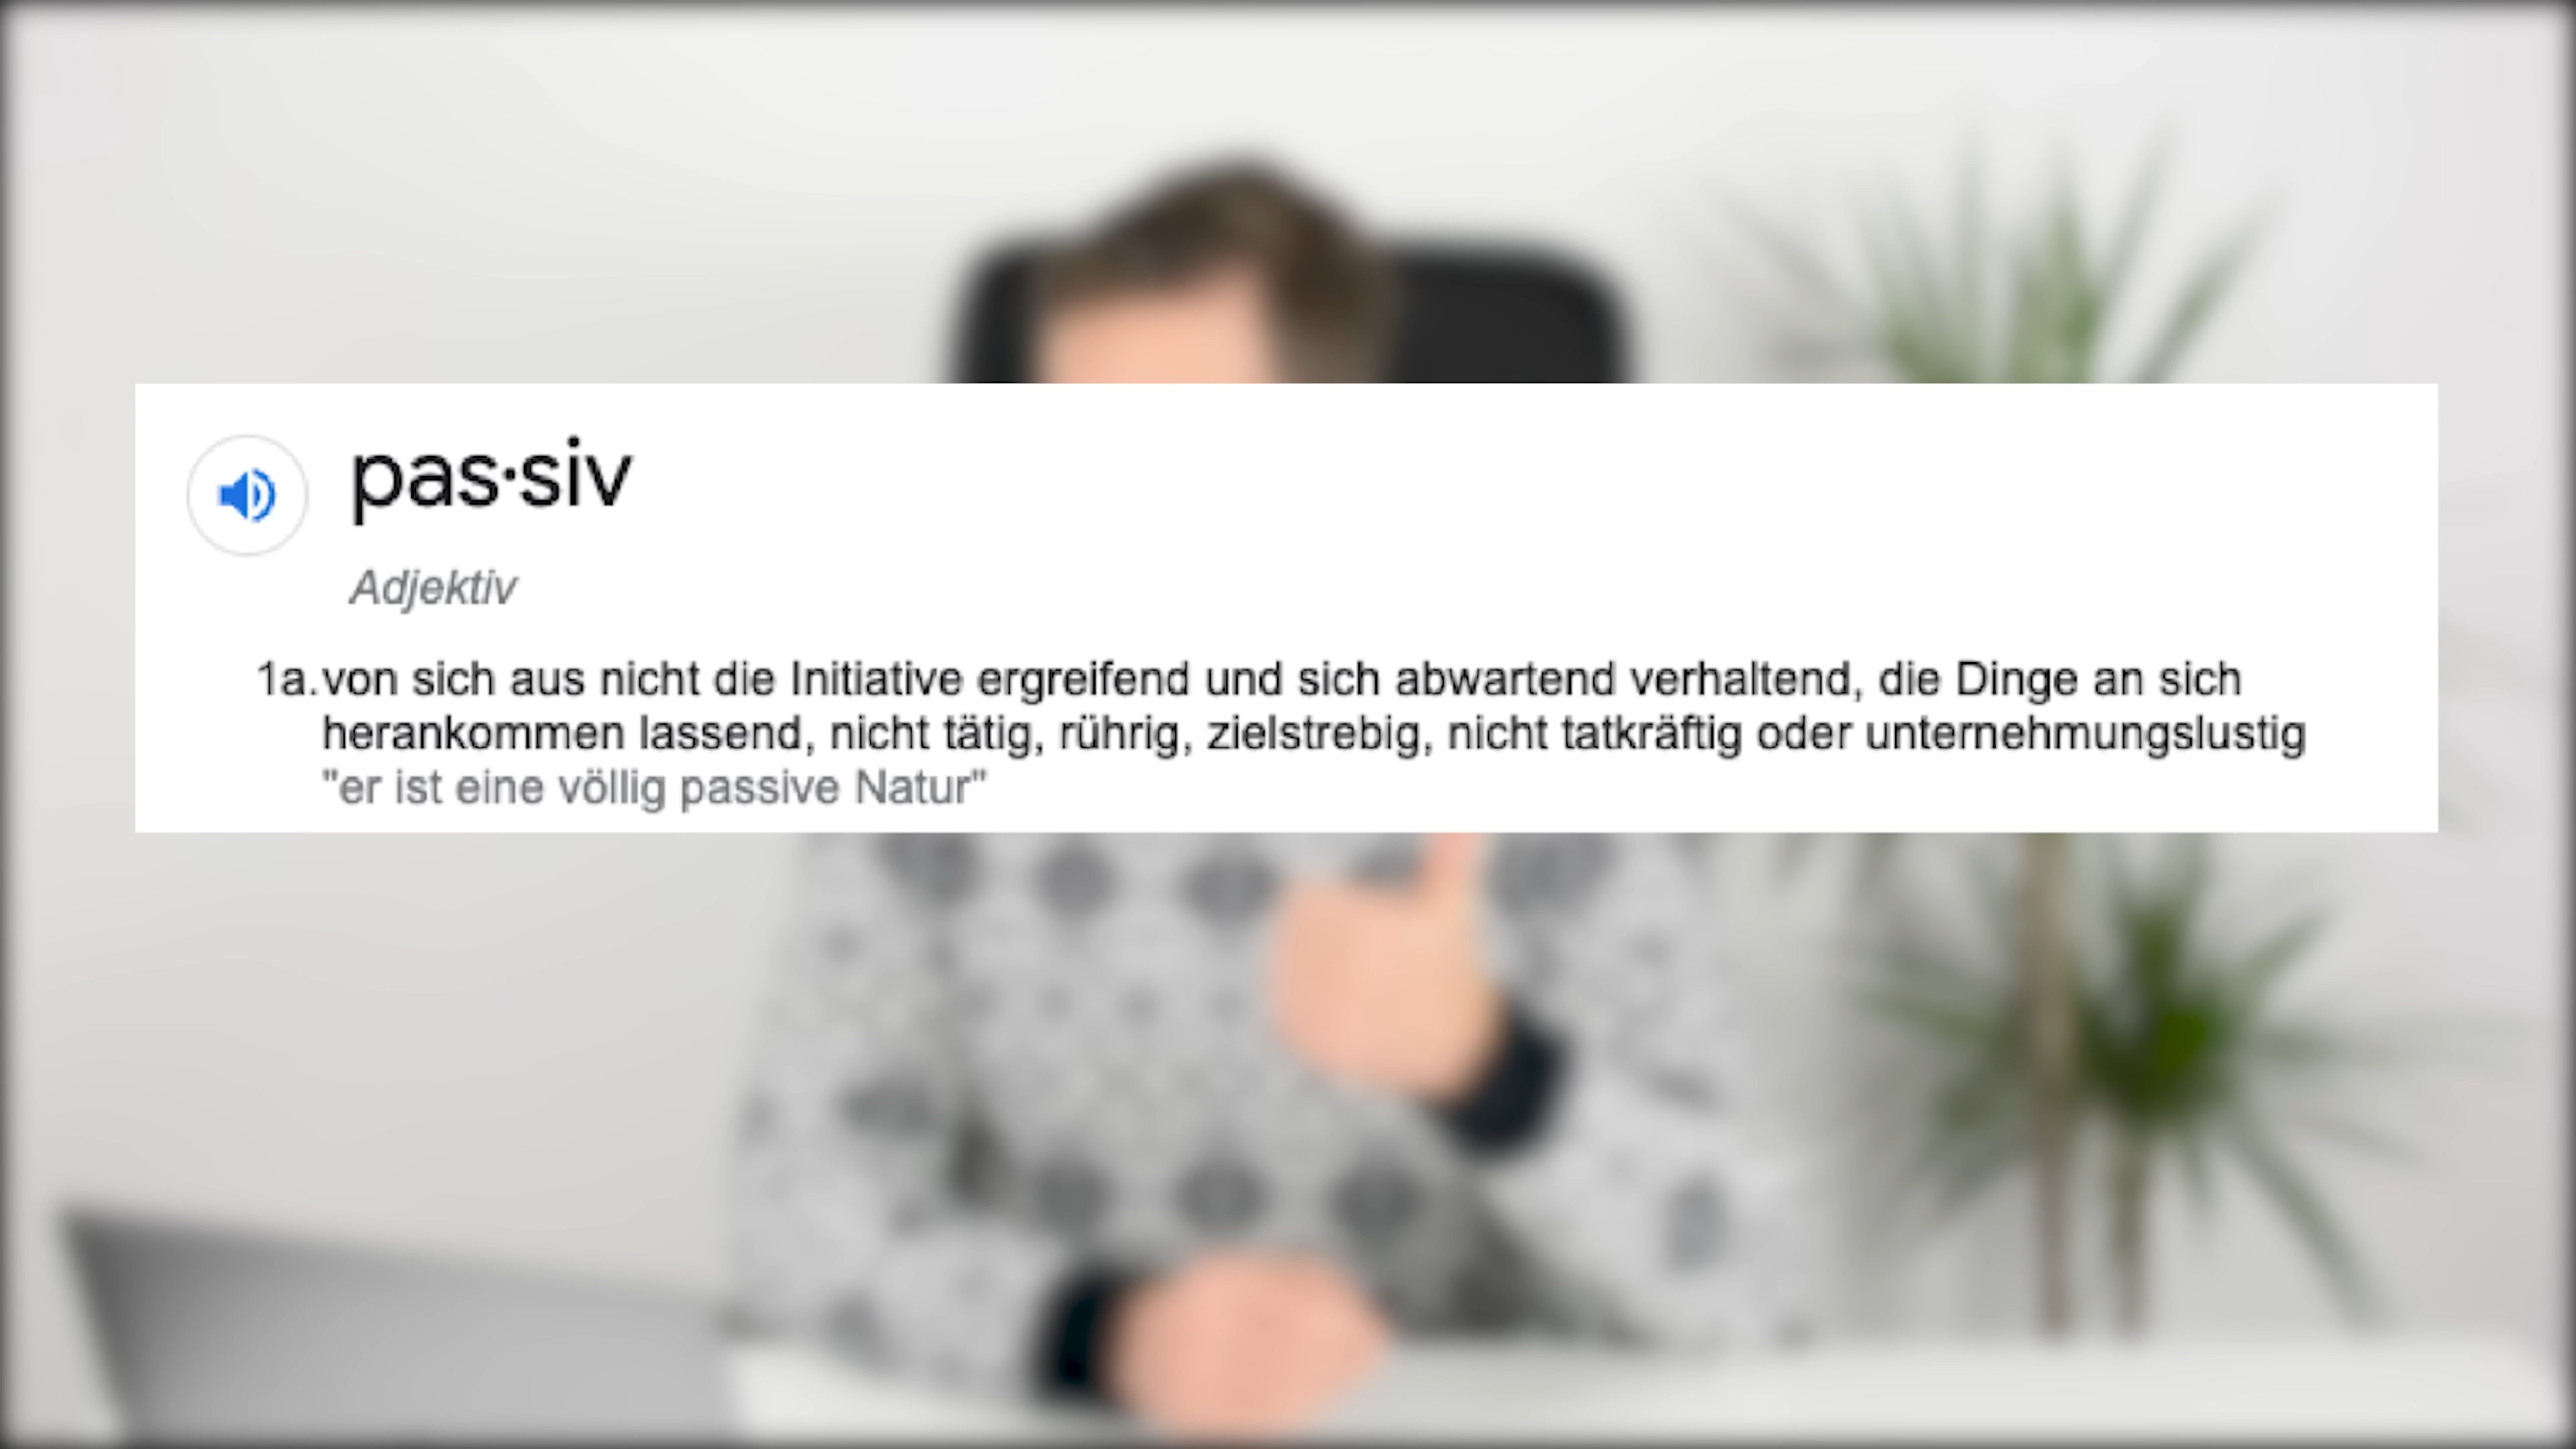 pas·siv
Adjektiv
1a. von sich aus nicht die Initiative ergreifend und sich abwartend verhaltend, die Dinge an sich
herankommen lassend, nicht tätig, rührig, zielstrebig, nicht tatkräftig oder unternehmungslustig
"er ist eine völlig passive Natur"